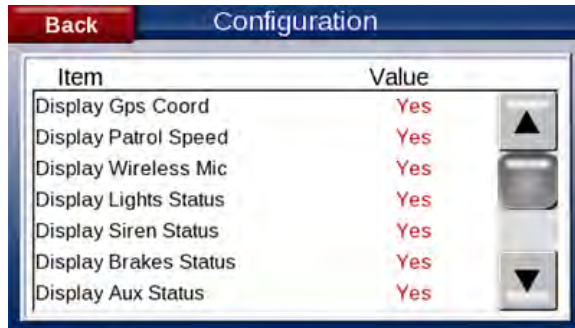 Back Configuration
Item Value
Display Gps Coord Yes
Display Patrol Speed Yes
Display Wireless Mic Yes
Display Lights Status Yes
Display Siren Status Yes
Display Brakes Status Yes
Display Aux Status Yes